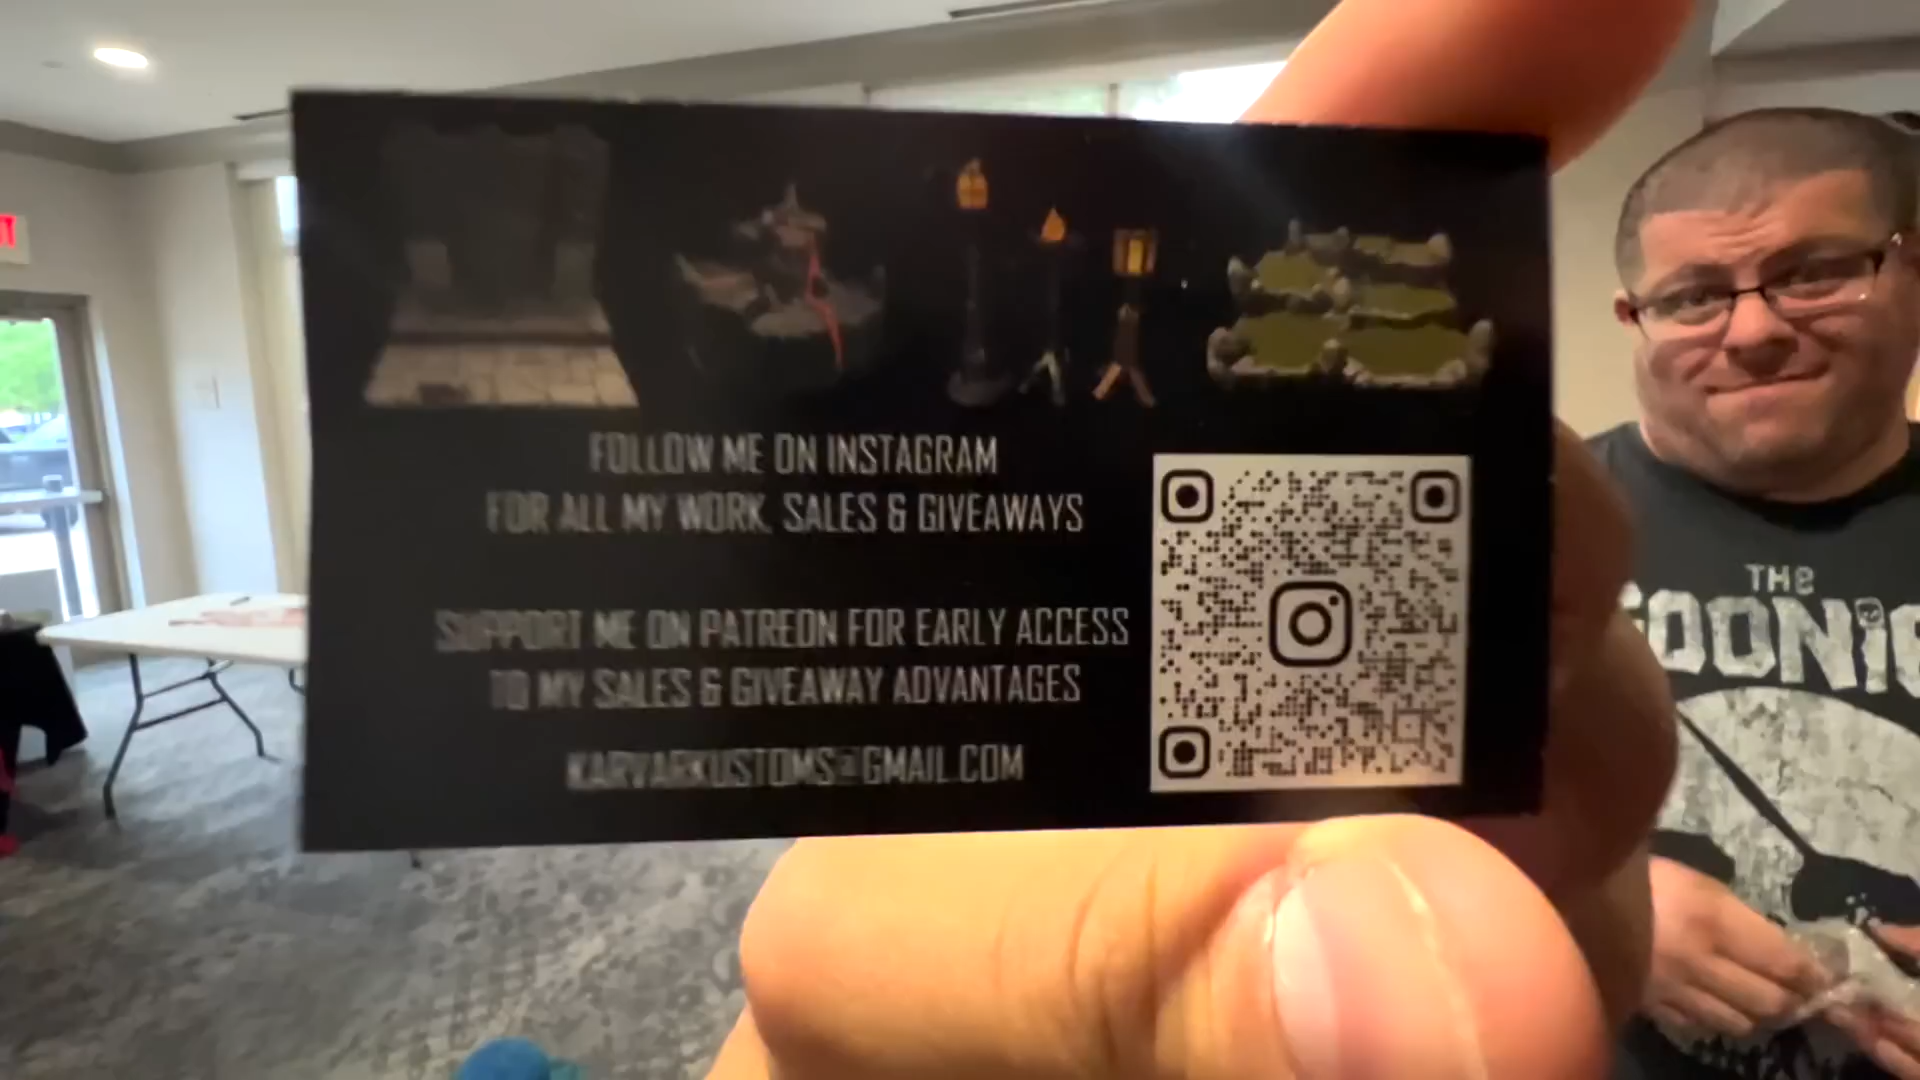 FOLLOW ME ON INSTAGRAM
FOR ALL MY WORK, SALES & GIVEAWAYS
SUPPORT ME ON PATREON FOR EARLY ACCESS
TO MY SALES & GIVEAWAY ADVANTAGES
KARVARKUSTOMS@GMAIL.COM
THE